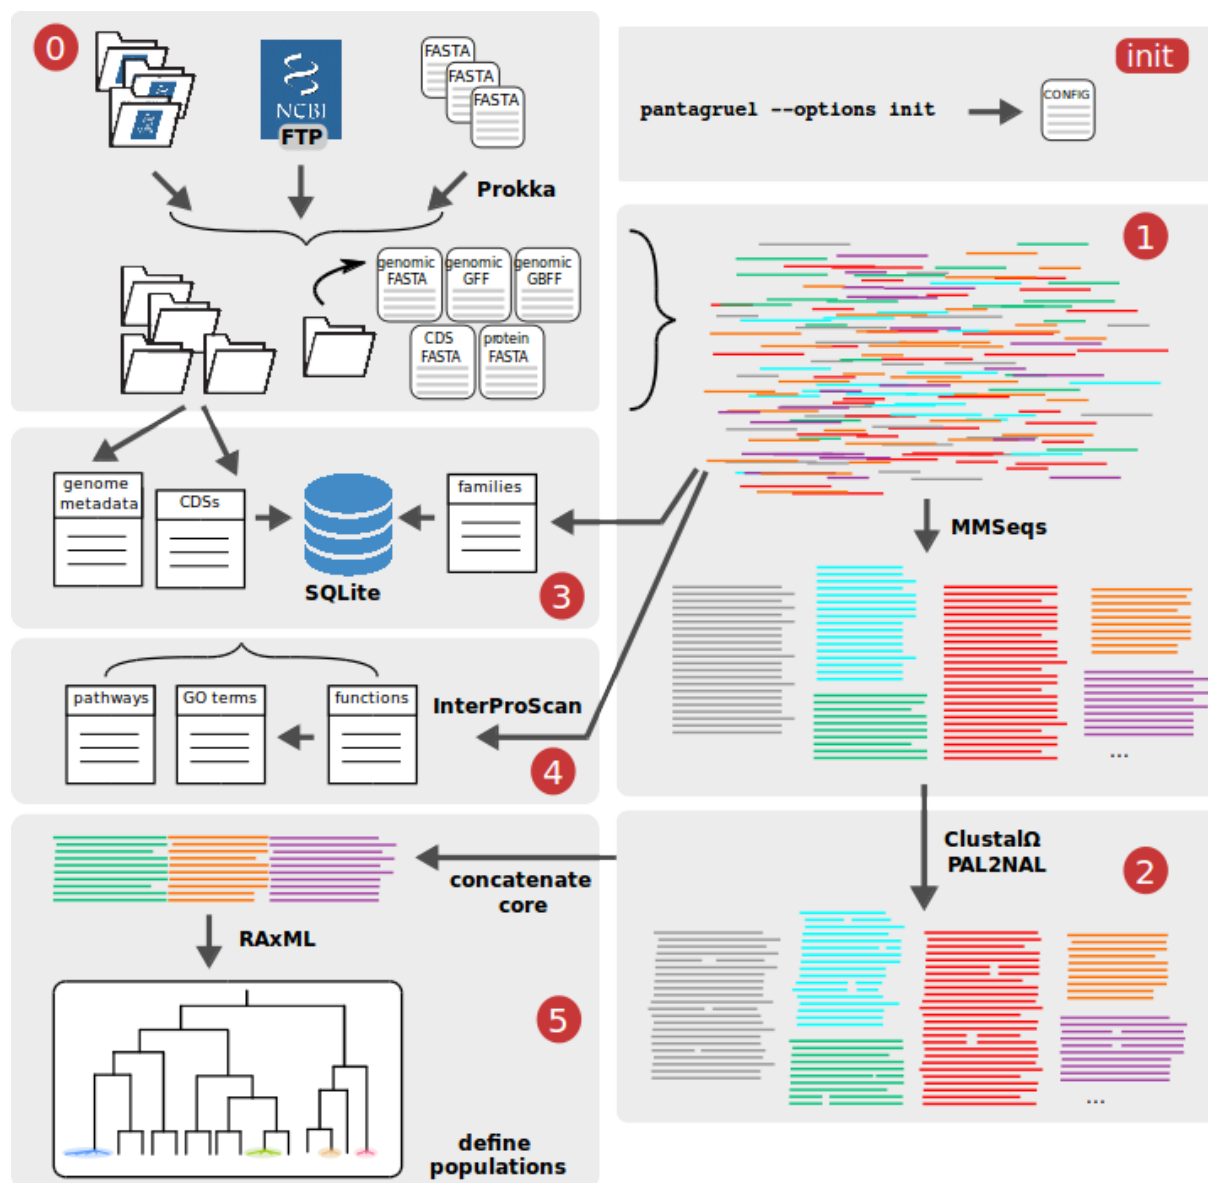 0
NCBI
FTP
FASTA
FASTA
FASTA
Prokka
genomic
FASTA
genomic
GFF
genomic
GBFF
CDS
FASTA
protein
FASTA
init
pantagruel --options init
CONFIG
1
MMSeqs
...
genome
metadata
CDSs
SQLite
families
3
pathways
GO terms
functions
InterProScan
4
ClustalΩ
PAL2NAL
2
...
concatenate
core
RAxML
5
define
populations